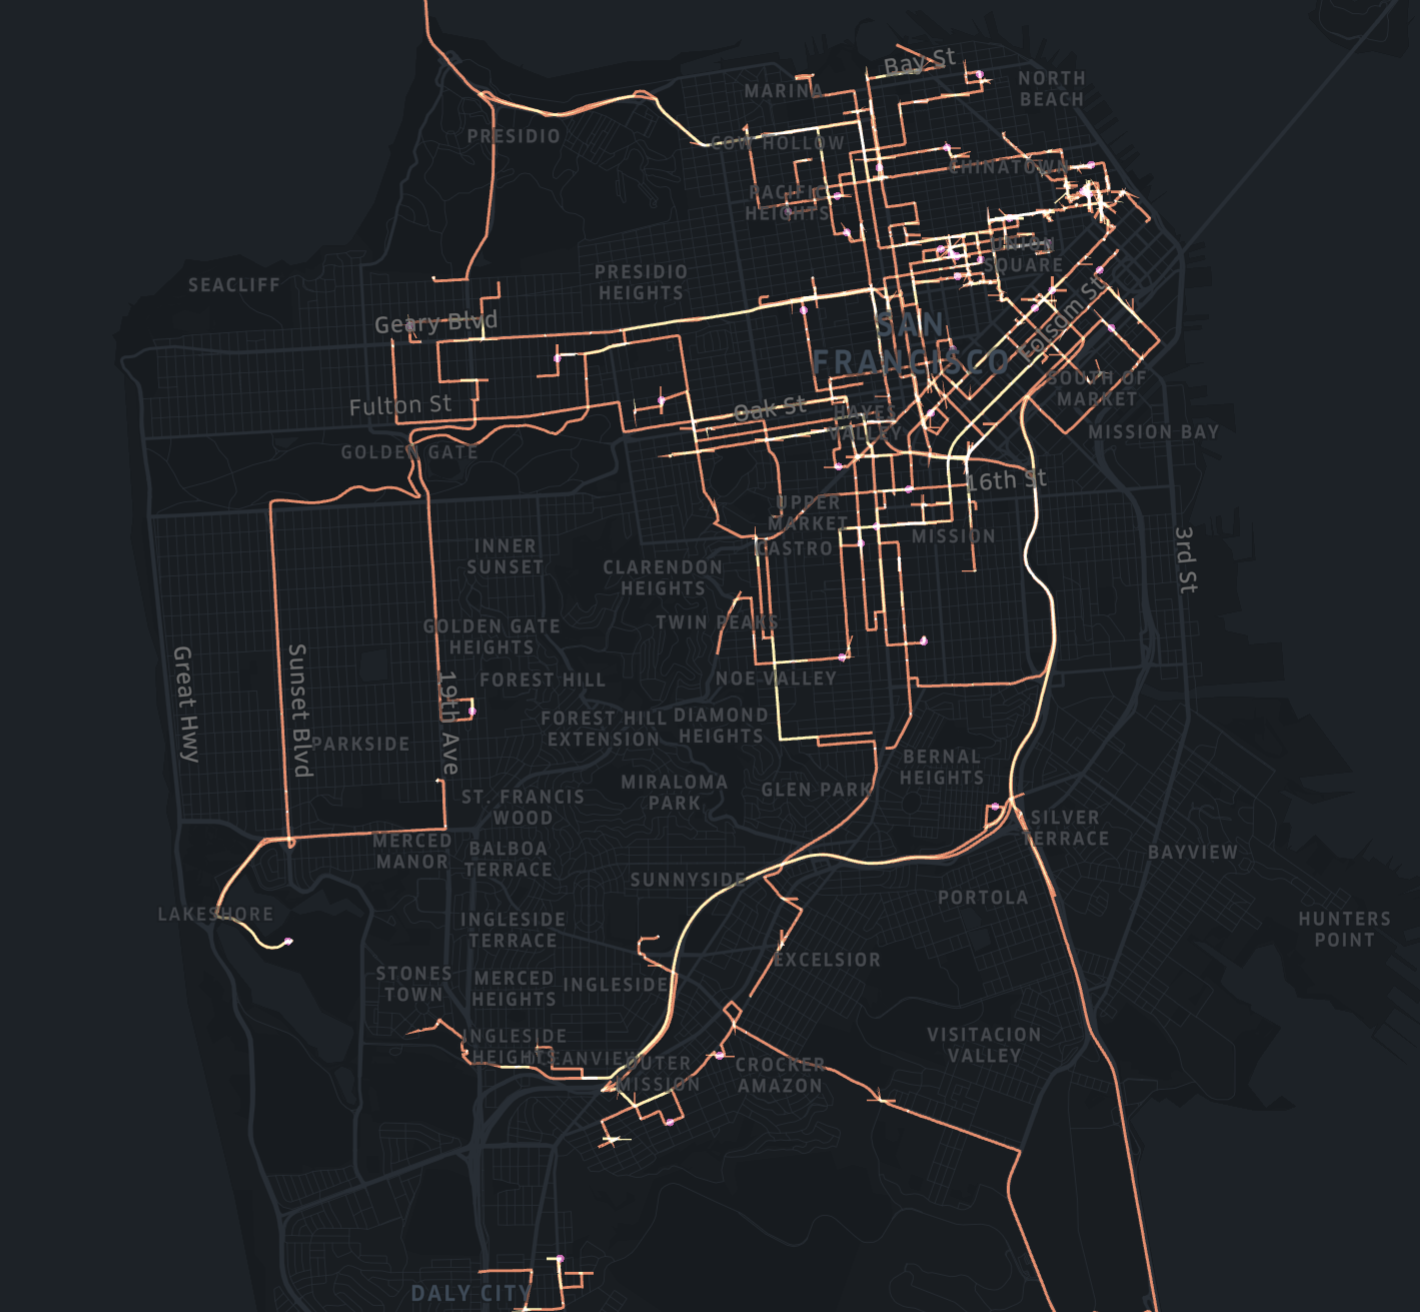 Bay St
NORTH
BEACH
MARINA
PRESIDIO
COW HOLLOW
CHINATOWN
PACIFIC
HEIGHTS
UNION
SQUARE
SEACLIFF
PRESIDIO
HEIGHTS
Geary Blvd
Folsom St
SAN
FRANCISCO
SOUTH OF
MARKET
Fulton St
Oak St
HAYES
VALLEY
MISSION BAY
GOLDEN GATE
16th St
UPPER
MARKET
MISSION
CASTRO
INNER
SUNSET
3rd St
CLARENDON
HEIGHTS
TWIN PEAKS
GOLDEN GATE
HEIGHTS
Great Hwy
Sunset Blvd
19th Ave
FOREST HILL
NOE VALLEY
FOREST HILL
EXTENSION
DIAMOND
HEIGHTS
PARKSIDE
BERNAL
HEIGHTS
MIRALOMA
PARK
GLEN PARK
ST. FRANCIS
WOOD
SILVER
TERRACE
MERCED
MANOR
BALBOA
TERRACE
BAYVIEW
SUNNYSIDE
PORTOLA
LAKESHORE
INGLESIDE
TERRACE
HUNTERS
POINT
EXCELSIOR
STONES
TOWN
MERCED
HEIGHTS
INGLESIDE
INGLESIDE
HEIGHTS
OCEANVIEW
OUTER
MISSION
CROCKER
AMAZON
VISITACION
VALLEY
DALY CITY